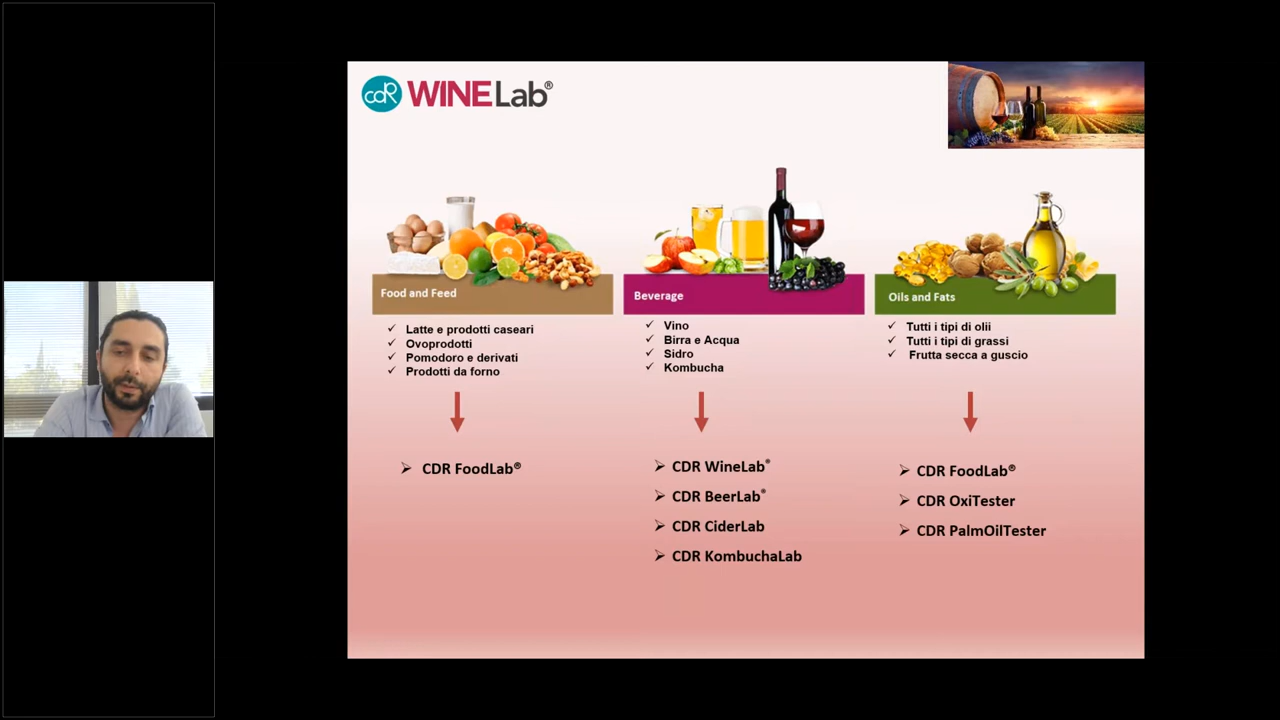 cdR WINELab®
Food and Feed
Latte e prodotti caseari
Ovoprodotti
Pomodoro e derivati
Prodotti da forno
CDR FoodLab®
Beverage
Vino
Birra e Acqua
Sidro
Kombucha
CDR WineLab®
CDR BeerLab®
CDR CiderLab
CDR KombuchaLab
Oils and Fats
Tutti i tipi di olii
Tutti i tipi di grassi
Frutta secca a guscio
CDR FoodLab®
CDR OxiTester
CDR PalmOilTester